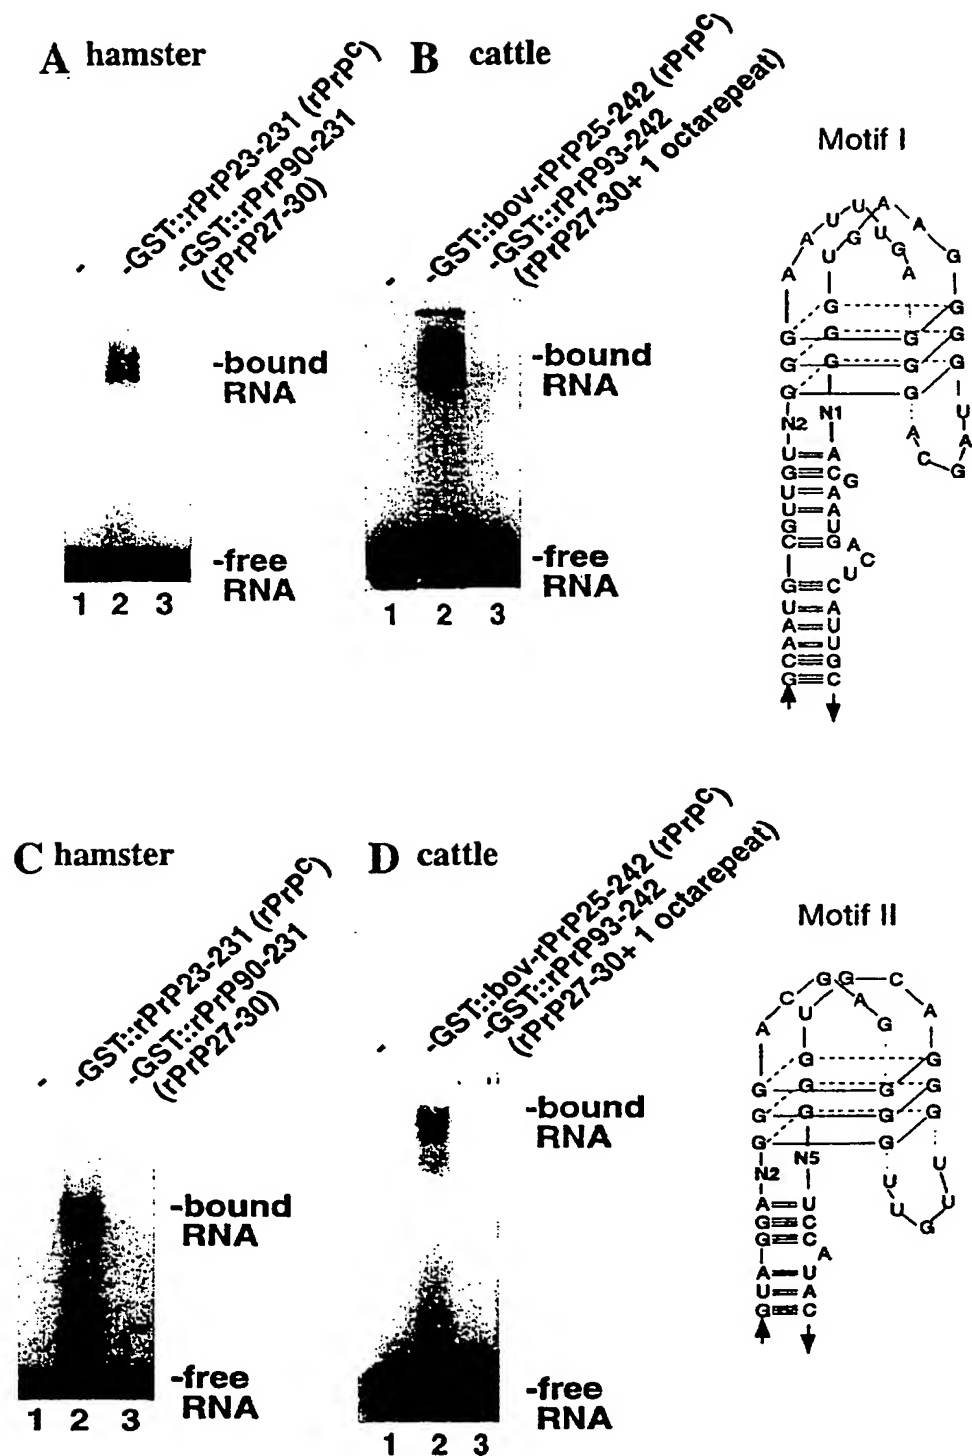 A hamster
-
-GST::rPrP23-231 (rPrPC)
-GST::rPrP90-231
(rPrP27-30)
-bound
RNA
-free
RNA
1 2 3
B cattle
-
-GST::bov-rPrP25-242 (rPrPC)
-GST::rPrP93-242
(rPrP27-30+ 1 octarepeat)
-bound
RNA
-free
RNA
1 2 3
Motif I
A A U U G A A G
A U U G A
G G G
G G G G
G G G G
G G
N2 N1
U A
G C G
U A
U A
G U
C G A
C
U
G C
U A
A U
A U
C G
G C
U
A
G
C
A
C hamster
-
-GST::rPrP23-231 (rPrPC)
-GST::rPrP90-231
(rPrP27-30)
-bound
RNA
-free
RNA
1 2 3
D cattle
-
-GST::bov-rPrP25-242 (rPrPC)
-GST::rPrP93-242
(rPrP27-30+ 1 octarepeat)
-bound
RNA
-free
RNA
1 2 3
Motif II
A C G G C A
U G A G
G G
G G G G
G G G G
G G
N2 N5
A U
G C
G C
A
A U
U A
G C
U U G U U